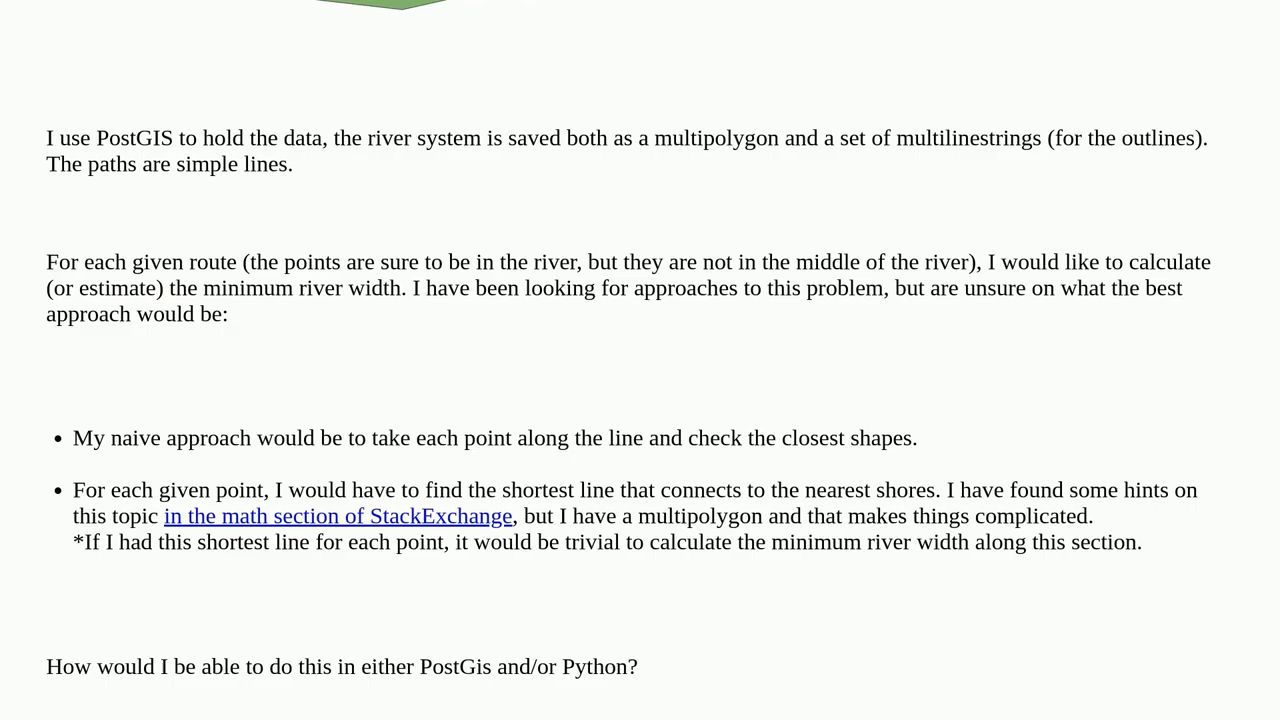 I use PostGIS to hold the data, the river system is saved both as a multipolygon and a set of multilinestrings (for the outlines).
The paths are simple lines.
For each given route (the points are sure to be in the river, but they are not in the middle of the river), I would like to calculate
(or estimate) the minimum river width. I have been looking for approaches to this problem, but are unsure on what the best
approach would be:
• My naive approach would be to take each point along the line and check the closest shapes.
• For each given point, I would have to find the shortest line that connects to the nearest shores. I have found some hints on
this topic in the math section of StackExchange, but I have a multipolygon and that makes things complicated.
*If I had this shortest line for each point, it would be trivial to calculate the minimum river width along this section.
How would I be able to do this in either PostGis and/or Python?